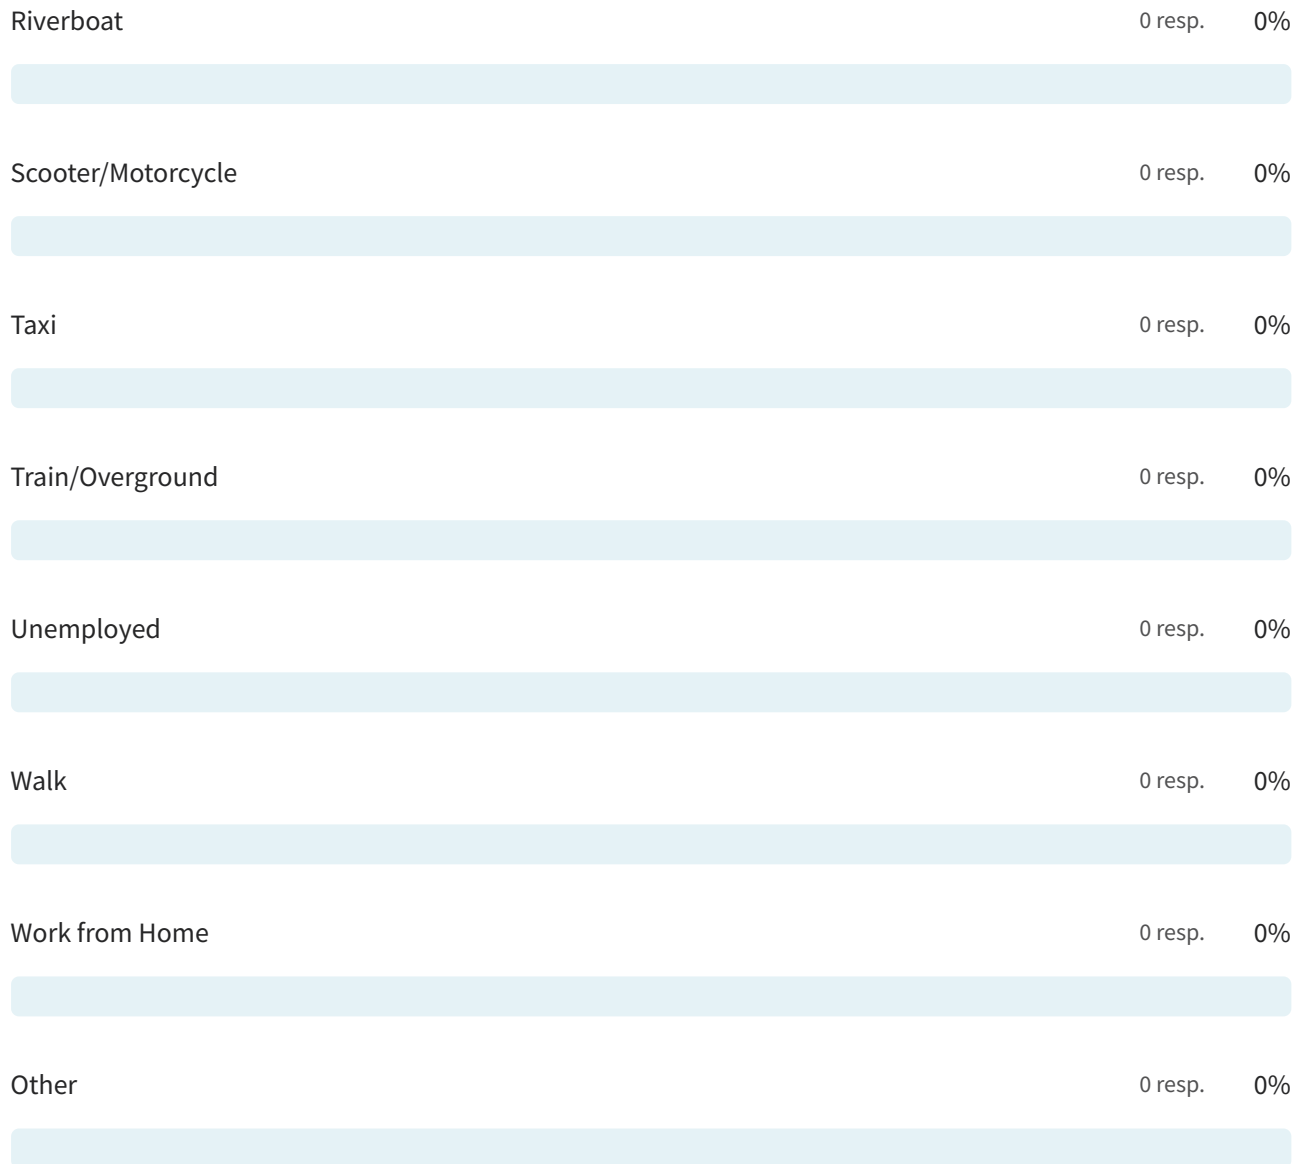 Riverboat 0 resp. 0%
Scooter/Motorcycle 0 resp. 0%
Taxi 0 resp. 0%
Train/Overground 0 resp. 0%
Unemployed 0 resp. 0%
Walk 0 resp. 0%
Work from Home 0 resp. 0%
Other 0 resp. 0%